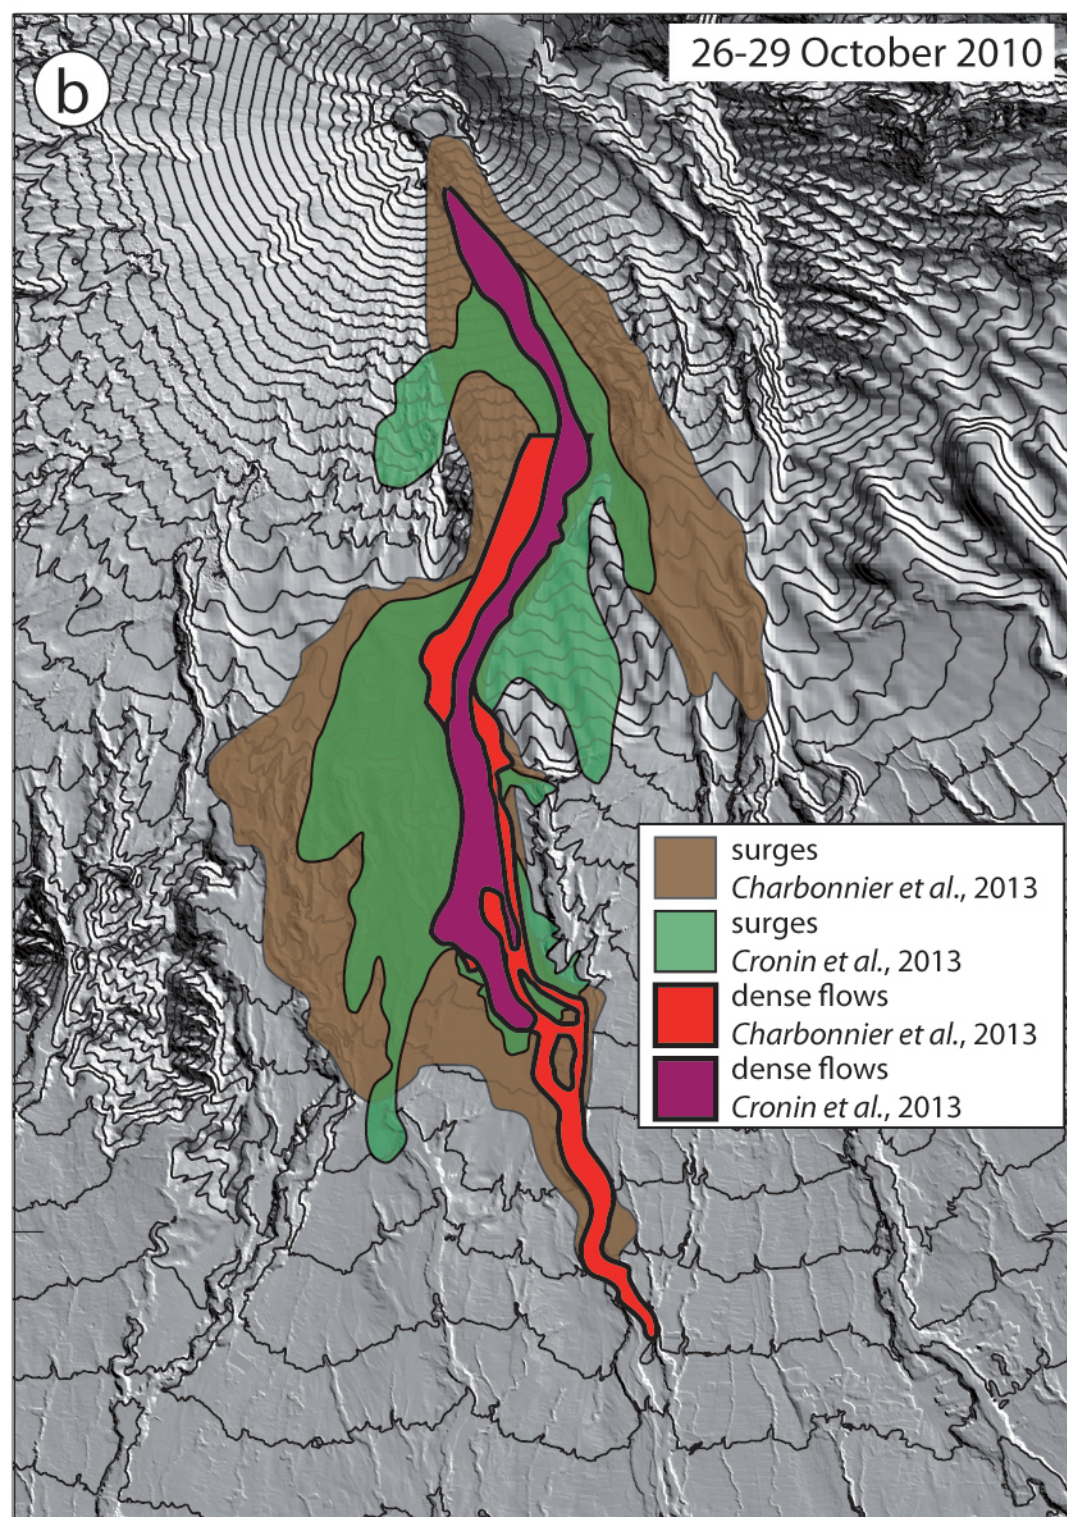 b
26-29 October 2010
surges
Charbonnier et al., 2013
surges
Cronin et al., 2013
dense flows
Charbonnier et al., 2013
dense flows
Cronin et al., 2013